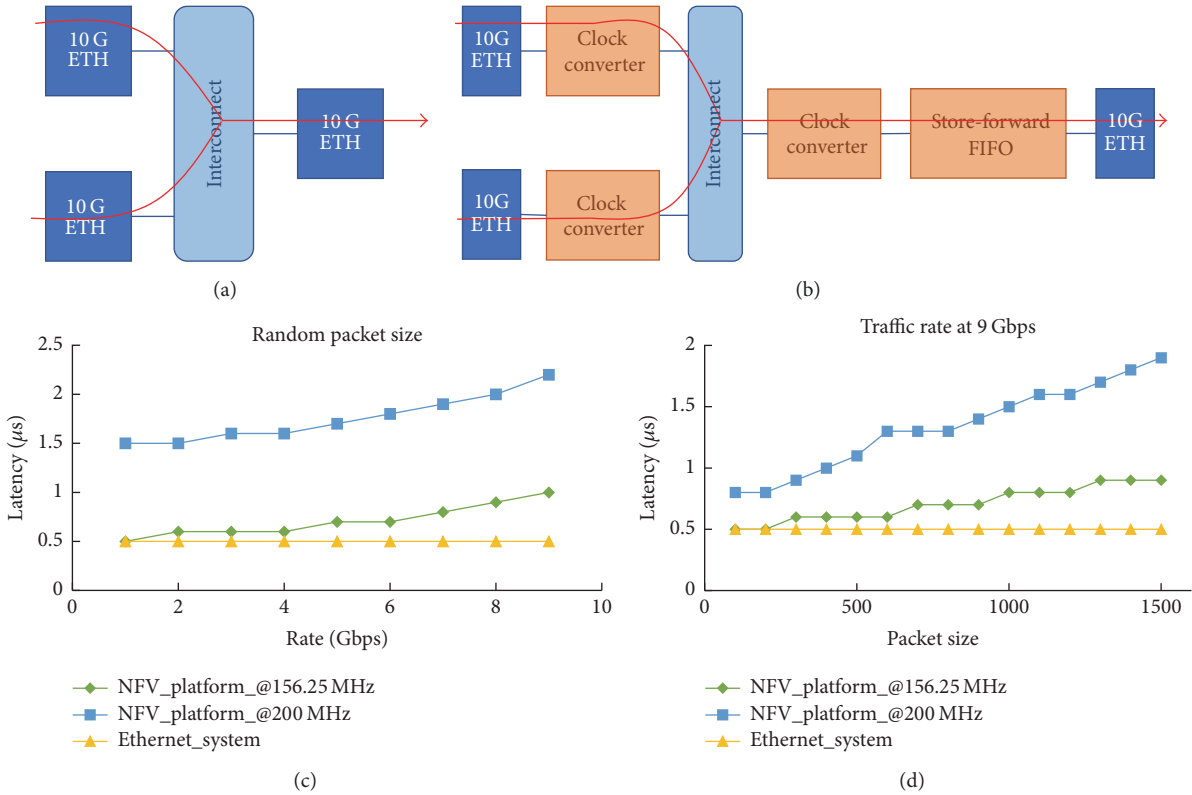 10 G
ETH
10 G
ETH
Interconnect
10 G
ETH
(a)
10G
ETH
Clock
converter
10G
ETH
Clock
converter
Interconnect
Clock
converter
Store-forward
FIFO
10G
ETH
(b)
Random packet size
Latency (μs)
2.5
2
1.5
1
0.5
0
0
2
4
6
8
10
Rate (Gbps)
NFV_platform_@156.25 MHz
NFV_platform_@200 MHz
Ethernet_system
(c)
Traffic rate at 9 Gbps
Latency (μs)
2
1.5
1
0.5
0
0
500
1000
1500
Packet size
NFV_platform_@156.25 MHz
NFV_platform_@200 MHz
Ethernet_system
(d)